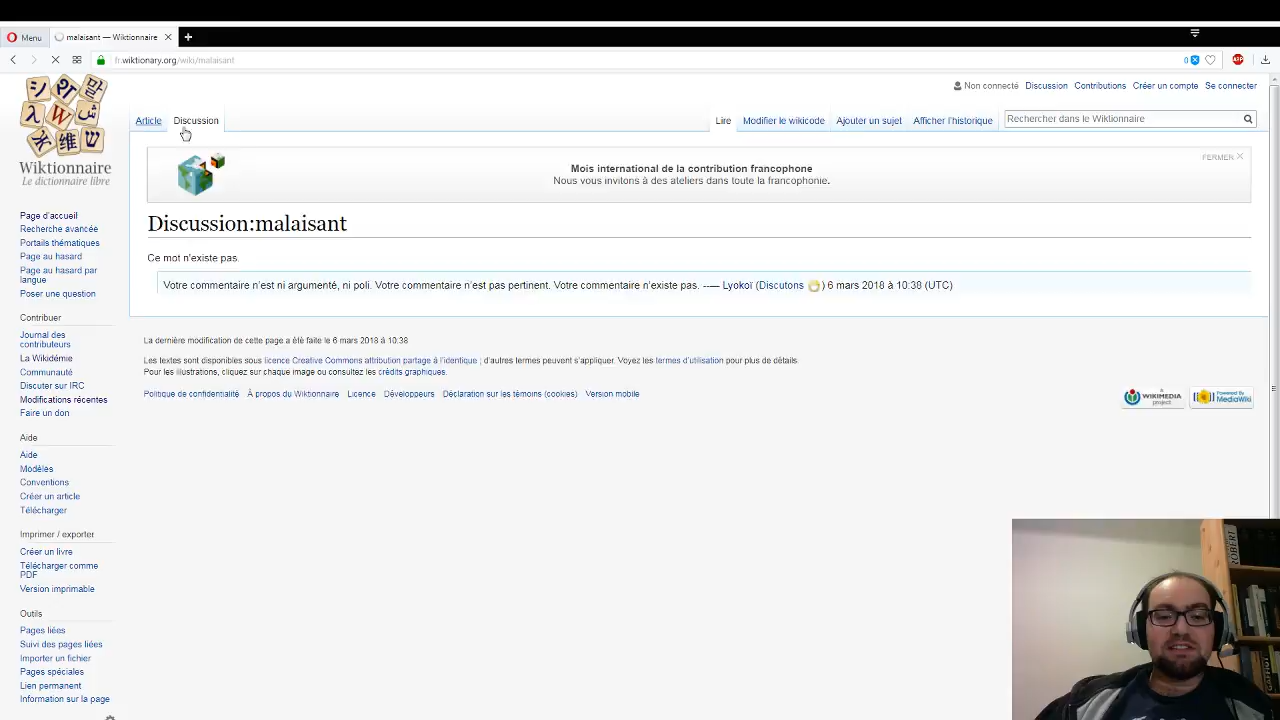 Menu
malaisant — Wiktionnaire
fr.wiktionary.org/wiki/malaisant
0
ABP
Non connecté Discussion Contributions Créer un compte Se connecter
Article Discussion Lire Modifier le wikicode Ajouter un sujet Afficher l'historique Rechercher dans le Wiktionnaire
Wiktionnaire
Le dictionnaire libre
FERMER
Mois international de la contribution francophone
Nous vous invitons à des ateliers dans toute la francophonie.
Discussion:malaisant
Ce mot n'existe pas.
Votre commentaire n'est ni argumenté, ni poli. Votre commentaire n'est pas pertinent. Votre commentaire n'existe pas. --— Lyokoï (Discutons ) 6 mars 2018 à 10:38 (UTC)
La dernière modification de cette page a été faite le 6 mars 2018 à 10:38
Les textes sont disponibles sous licence Creative Commons attribution partage à l'identique ; d'autres termes peuvent s'appliquer. Voyez les termes d'utilisation pour plus de détails
Pour les illustrations, cliquez sur chaque image ou consultez les crédits graphiques.
Politique de confidentialité À propos du Wiktionnaire Licence Développeurs Déclaration sur les témoins (cookies) Version mobile
A
WIKIMEDIA
project
Powered By
MediaWiki
Page d'accueil
Recherche avancée
Portails thématiques
Page au hasard
Page au hasard par
langue
Poser une question
Contribuer
Journal des
contributeurs
La Wikidémie
Communauté
Discuter sur IRC
Modifications récentes
Faire un don
Aide
Aide
Modèles
Conventions
Créer un article
Télécharger
Imprimer / exporter
Créer un livre
Télécharger comme
PDF
Version imprimable
Outils
Pages liées
Suivi des pages liées
Importer un fichier
Pages spéciales
Lien permanent
Information sur la page
ROBERT